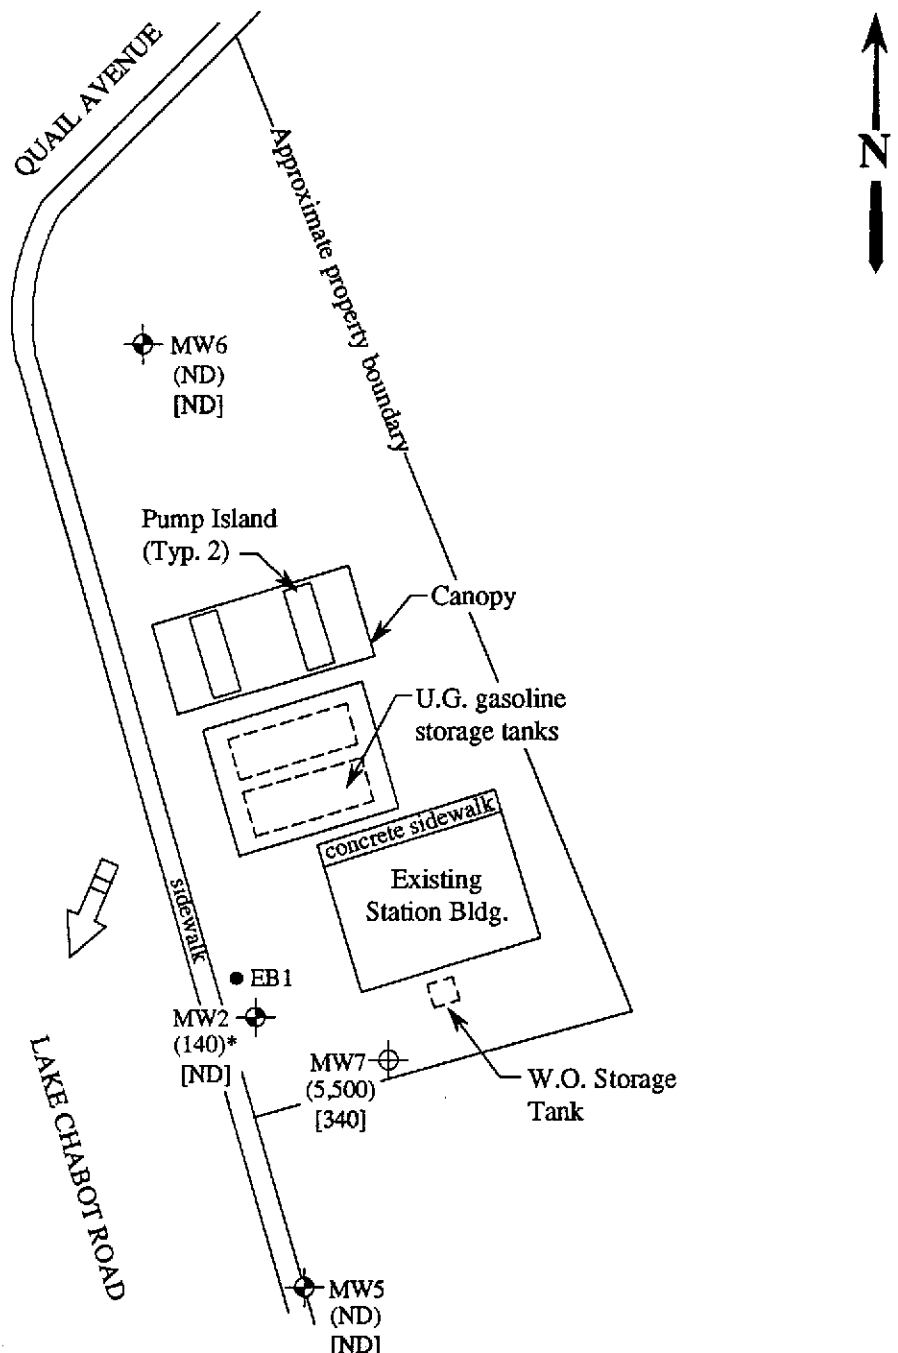 QUAIL AVENUE
N
Approximate property boundary
MW6
(ND)
[ND]
Pump Island
(Typ. 2)
Canopy
U.G. gasoline
storage tanks
concrete sidewalk
Existing
Station Bldg.
sidewalk
EB1
MW2
(140)*
[ND]
MW7
(5,500)
[340]
W.O. Storage
Tank
LAKE CHABOT ROAD
MW5
(ND)
[ND]